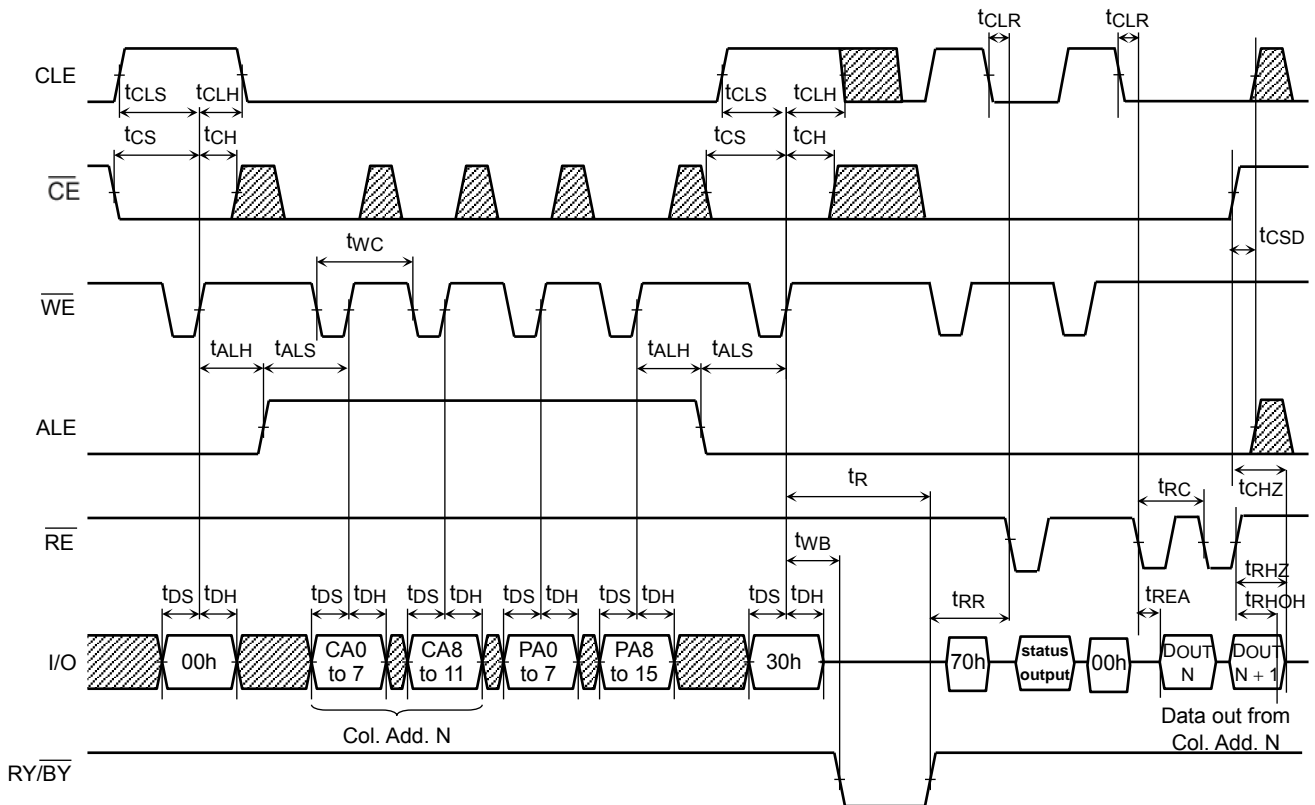 tCLR tCLR
CLE
tCLS tCLH tCLS tCLH
tCS tCH tCS tCH
CE
tCSD
tWC
WE
tALH tALS tALH tALS
ALE
tR tRC tCHZ
RE
tWB
tRHZ
tDS tDH tDS tDH tDS tDH tDS tDH tDS tDH tDS tDH tRR tREA tRHOH
I/O 00h CA0 to 7 CA8 to 11 PA0 to 7 PA8 to 15 30h 70h status output 00h DOUT N DOUT N + 1
Col. Add. N
Data out from
Col. Add. N
RY/BY